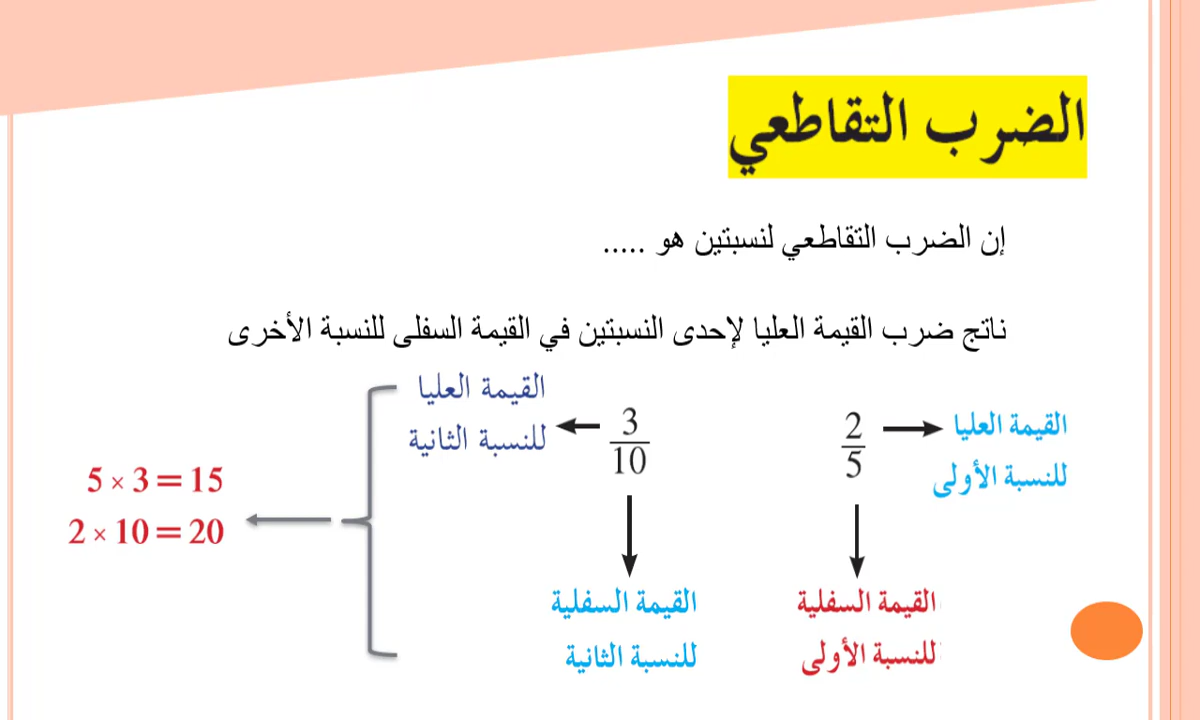 الضرب التقاطعي
إن الضرب التقاطعي لنسبتين هو .....
ناتج ضرب القيمة العليا لإحدى النسبتين في القيمة السفلى للنسبة الأخرى
القيمة العليا
للنسبة الأولى
2
5
القيمة السفلية
للنسبة الأولى
3
10
القيمة العليا
للنسبة الثانية
القيمة السفلية
للنسبة الثانية
5 × 3 = 15
2 × 10 = 20